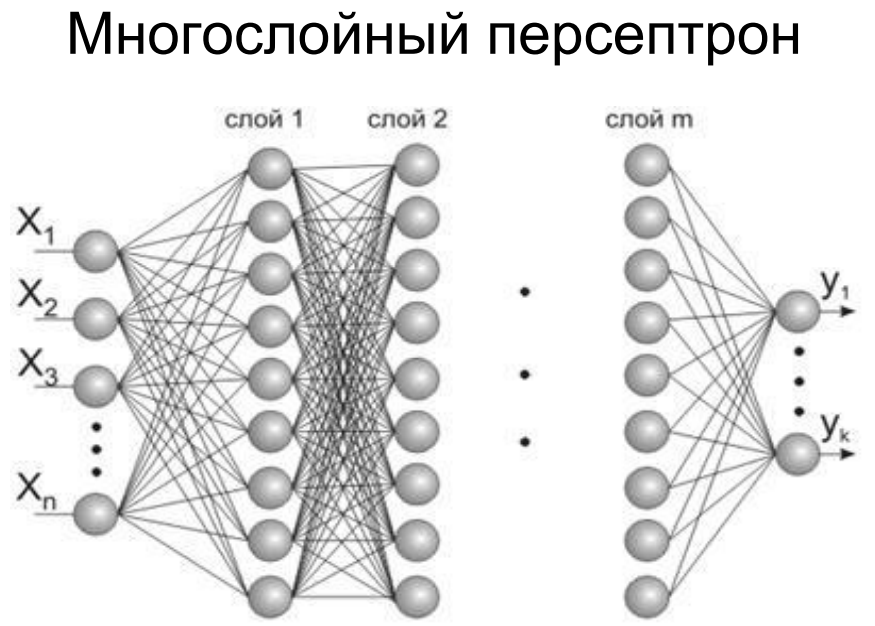 Многослойный персептрон
слой 1
слой 2
слой m
X₁
X₂
X₃
Xₙ
y₁
yₖ